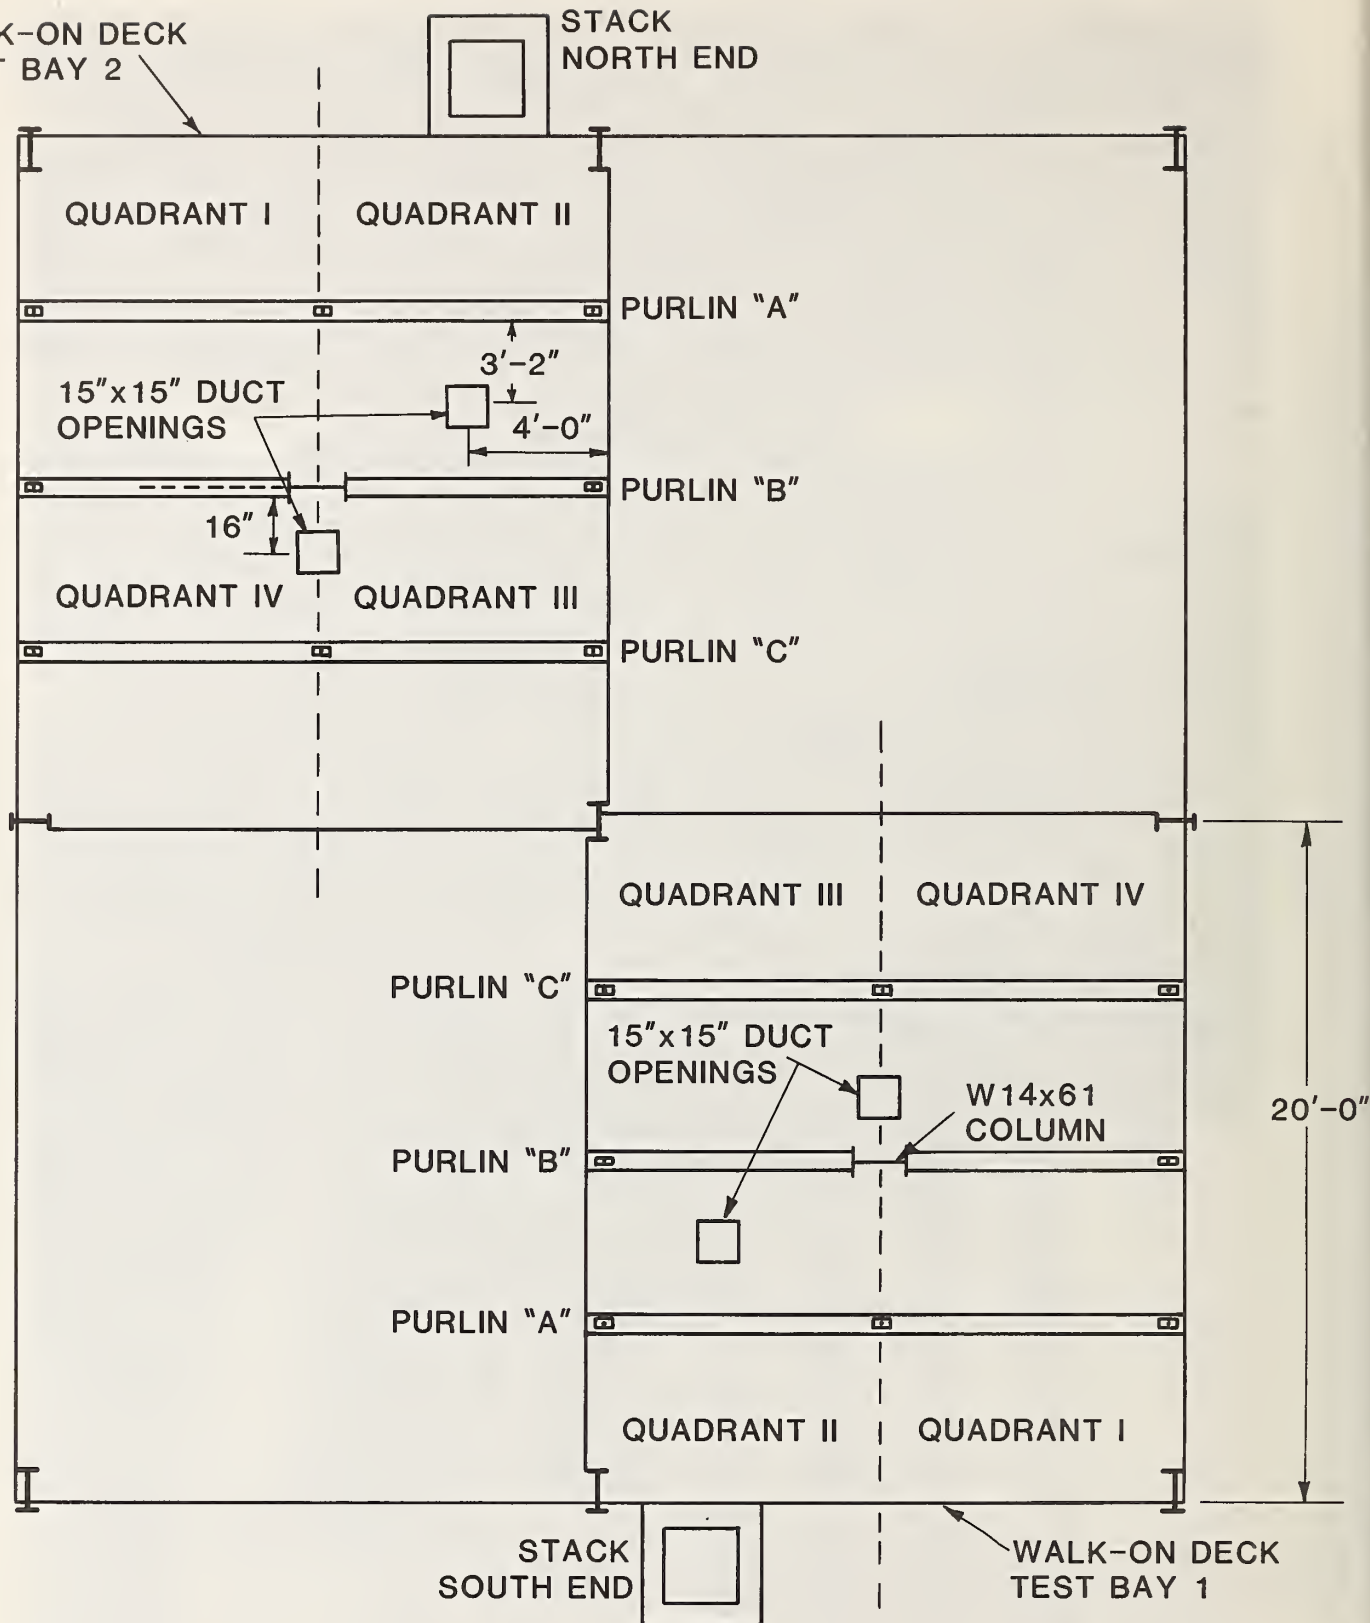 STACK
NORTH END
K-ON DECK
T BAY 2
QUADRANT I
QUADRANT II
PURLIN "A"
3'-2"
15"x15" DUCT
OPENINGS
4'-0"
PURLIN "B"
16"
QUADRANT IV
QUADRANT III
PURLIN "C"
QUADRANT III
QUADRANT IV
PURLIN "C"
15"x15" DUCT
OPENINGS
W14x61
COLUMN
20'-0"
PURLIN "B"
PURLIN "A"
QUADRANT II
QUADRANT I
STACK
SOUTH END
WALK-ON DECK
TEST BAY 1